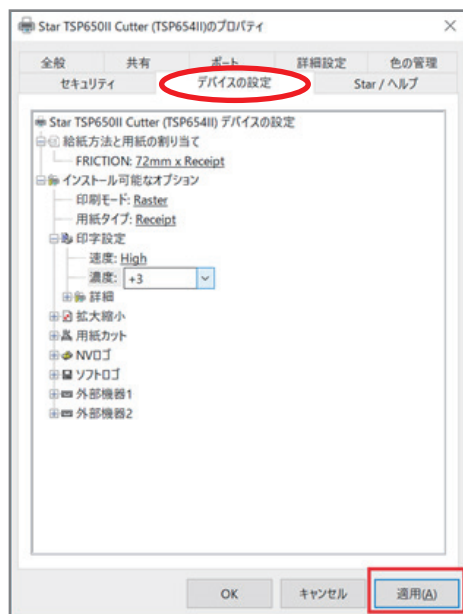 Star TSP650II Cutter (TSP654II)のプロパティ
全般 共有 ポート 詳細設定 色の管理
セキュリティ デバイスの設定 Star / ヘルプ
Star TSP650II Cutter (TSP654II) デバイスの設定
給紙方法と用紙の割り当て
FRICTION: 72mm x Receipt
インストール可能なオプション
印刷モード: Raster
用紙タイプ: Receipt
印字設定
速度: High
濃度: +3
詳細
拡大縮小
用紙カット
NVロゴ
ソフトロゴ
外部機器1
外部機器2
OK キャンセル 適用(A)